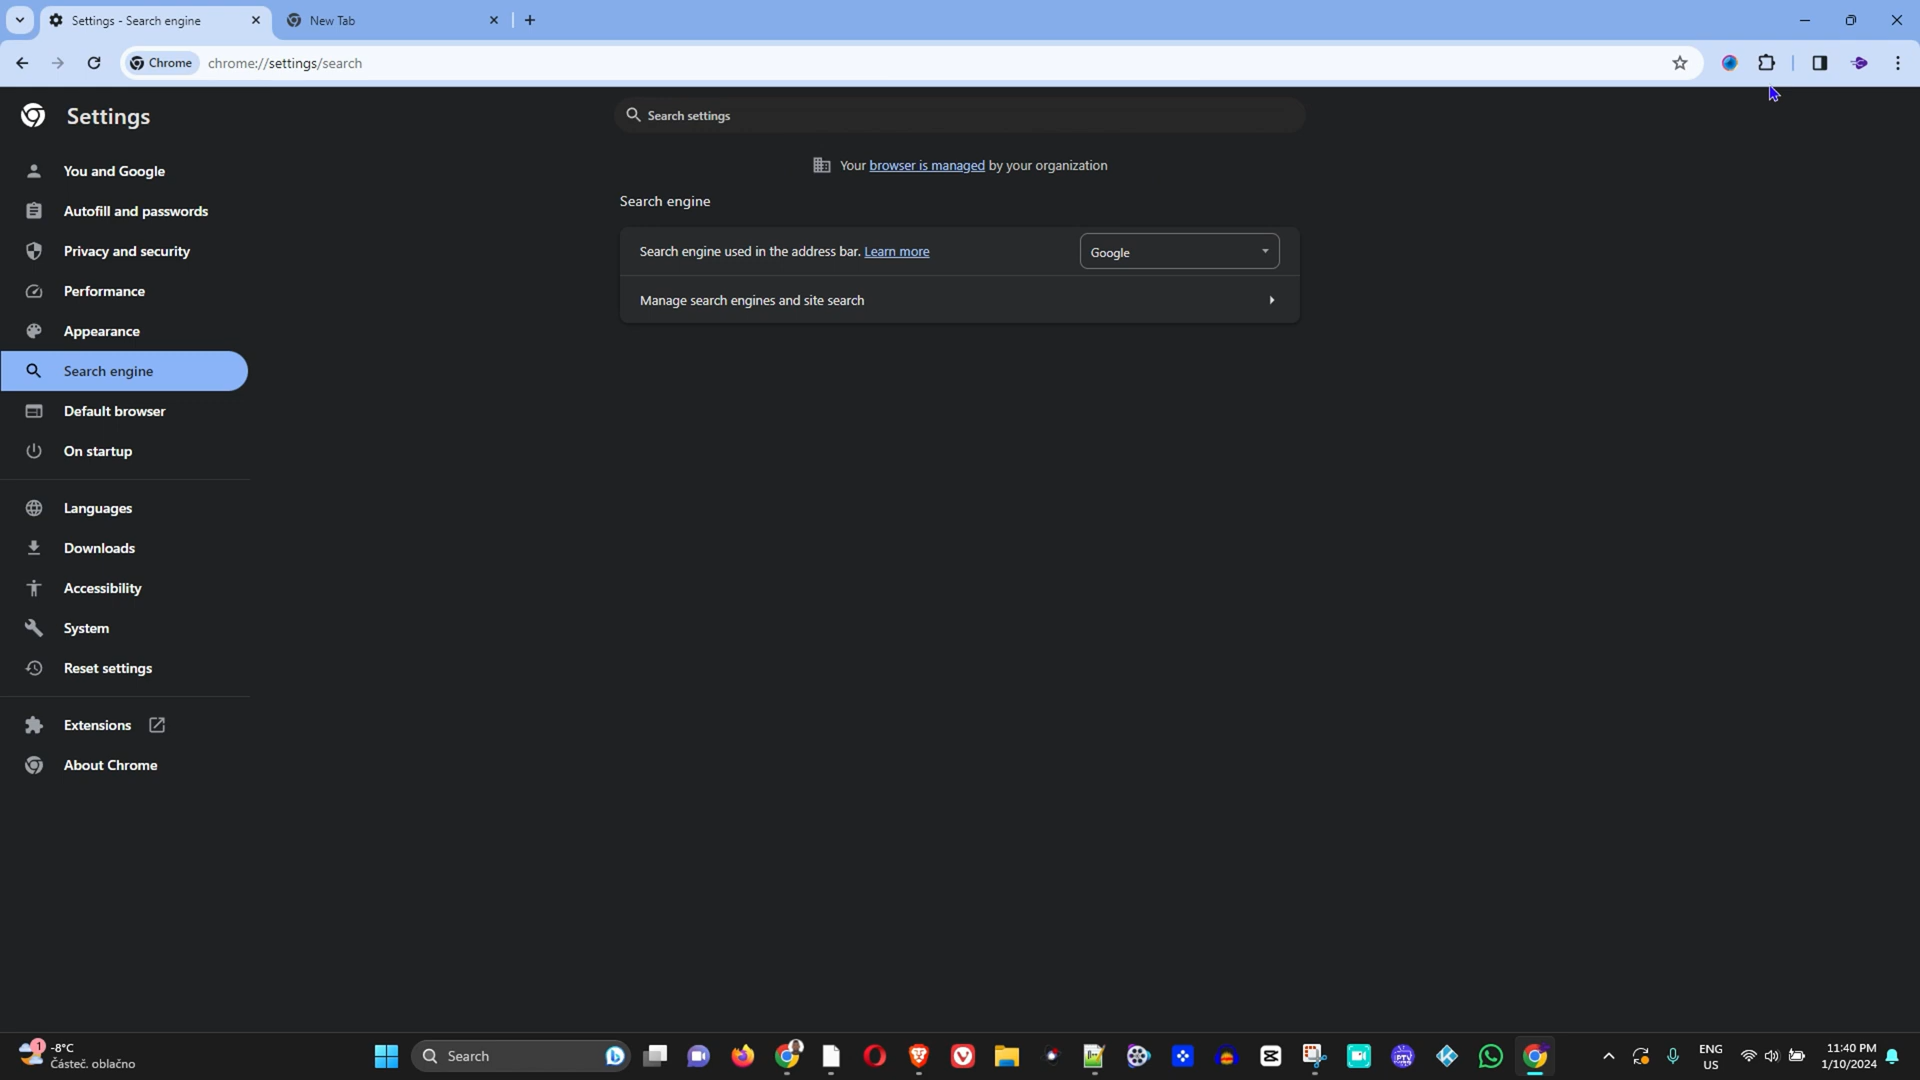 Settings - Search engine
New Tab
Chrome
chrome://settings/search
Settings
Search settings
You and Google
Autofill and passwords
Privacy and security
Performance
Appearance
Search engine
Default browser
On startup
Languages
Downloads
Accessibility
System
Reset settings
Extensions
About Chrome
Your browser is managed by your organization
Search engine
Search engine used in the address bar. Learn more
Google
Manage search engines and site search
1
-8°C
Částeč. oblačno
Search
PTV
ENG
US
11:40 PM
1/10/2024